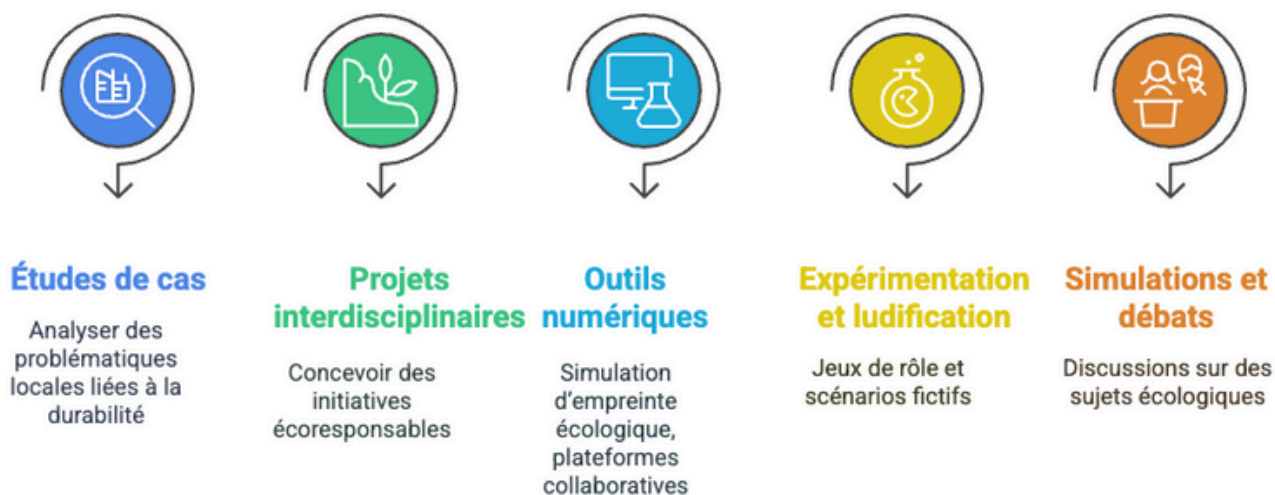 Études de cas
Analyser des
problématiques
locales liées à la
durabilité
Projets
interdisciplinaires
Concevoir des
initiatives
écoresponsables
Outils
numériques
Simulation
d'empreinte
écologique,
plateformes
collaboratives
Expérimentation
et ludification
Jeux de rôle et
scénarios fictifs
Simulations et
débats
Discussions sur des
sujets écologiques